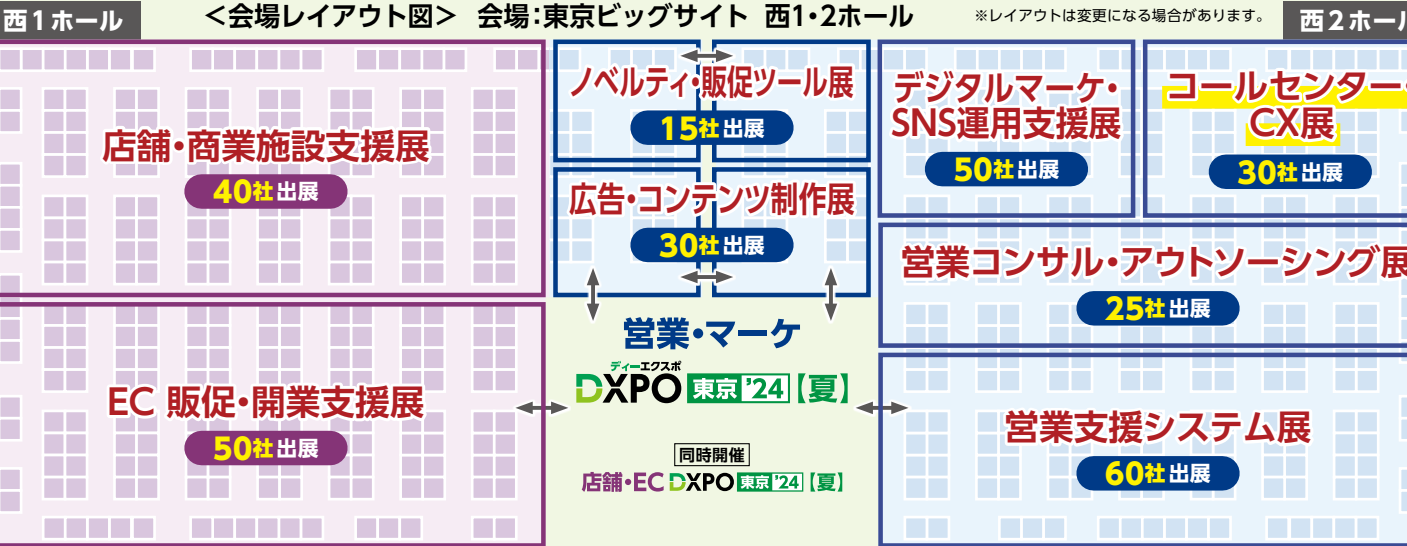 西1ホール
<会場レイアウト図> 会場:東京ビッグサイト 西1・2ホール
※レイアウトは変更になる場合があります。
西2ホール
店舗・商業施設支援展
40社出展
EC 販促・開業支援展
50社出展
ノベルティ・販促ツール展
15社出展
広告・コンテンツ制作展
30社出展
営業・マーケ
ディーエクスポ
DXPO 東京 '24【夏】
同時開催
店舗・EC DXPO 東京 '24【夏】
デジタルマーケ・
SNS運用支援展
50社出展
コールセンター・
CX展
30社出展
営業コンサル・アウトソーシング展
25社出展
営業支援システム展
60社出展